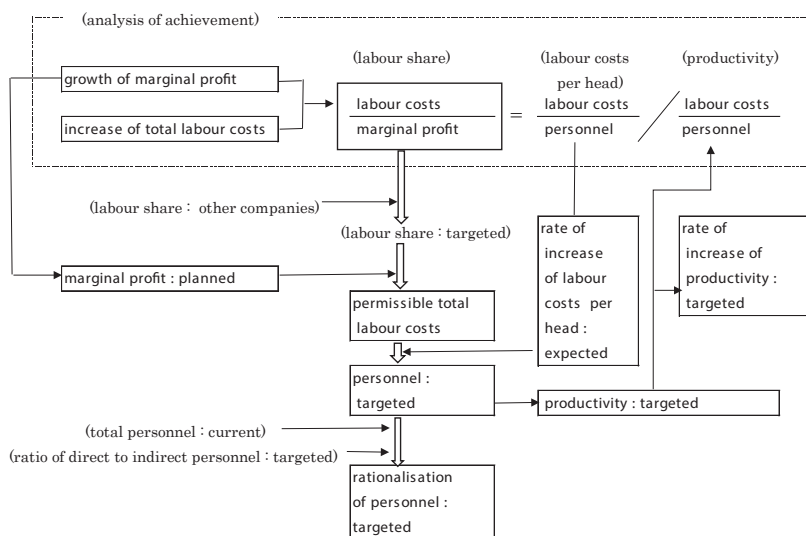 (analysis of achievement)
(labour share)
(labour costs
per head)
(productivity)
growth of marginal profit
increase of total labour costs
labour costs
marginal profit
=
labour costs
personnel
labour costs
personnel
(labour share : other companies)
(labour share : targeted)
marginal profit : planned
rate of
increase
of labour
costs per
head :
expected
rate of
increase of
productivity :
targeted
permissible total
labour costs
personnel :
targeted
productivity : targeted
(total personnel : current)
(ratio of direct to indirect personnel : targeted)
rationalisation
of personnel :
targeted